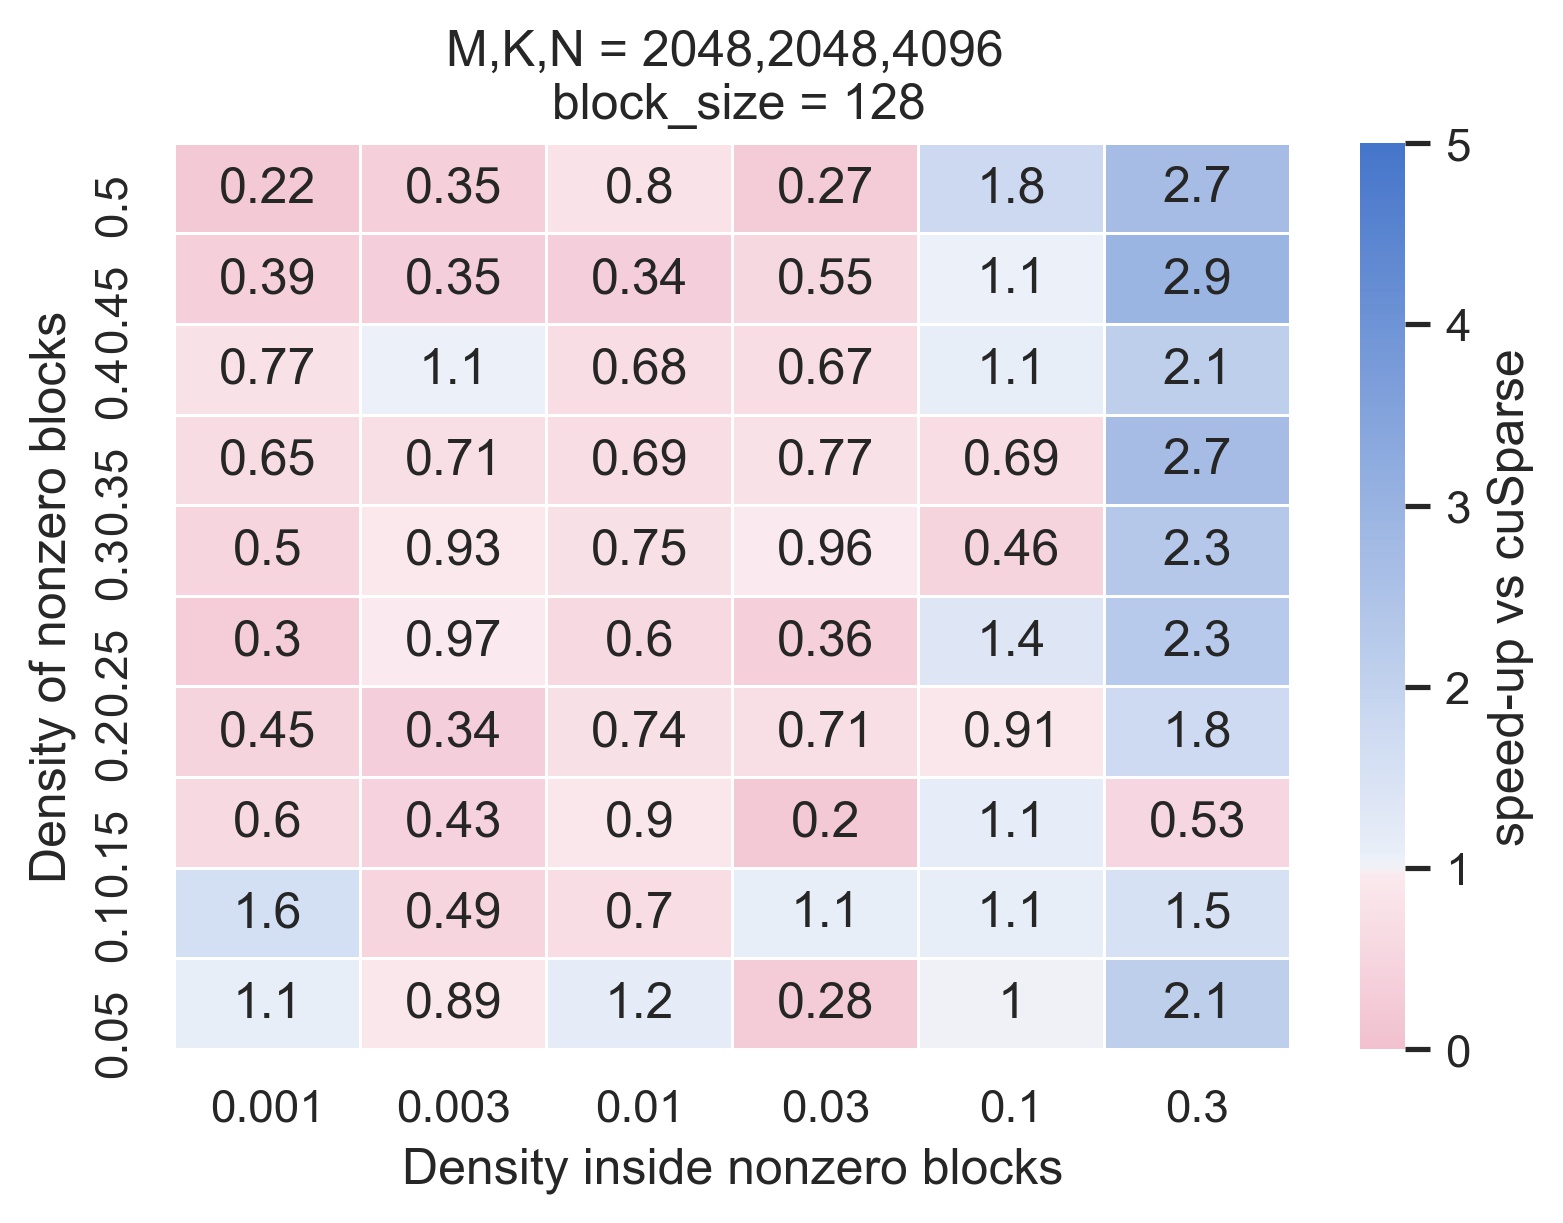 M,K,N = 2048,2048,4096
block_size = 128
Density of nonzero blocks
0.5 0.22 0.35 0.8 0.27 1.8 2.7
0.45 0.39 0.35 0.34 0.55 1.1 2.9
0.4 0.77 1.1 0.68 0.67 1.1 2.1
0.35 0.65 0.71 0.69 0.77 0.69 2.7
0.3 0.5 0.93 0.75 0.96 0.46 2.3
0.25 0.3 0.97 0.6 0.36 1.4 2.3
0.2 0.45 0.34 0.74 0.71 0.91 1.8
0.15 0.6 0.43 0.9 0.2 1.1 0.53
0.1 1.6 0.49 0.7 1.1 1.1 1.5
0.05 1.1 0.89 1.2 0.28 1 2.1
0.001 0.003 0.01 0.03 0.1 0.3
Density inside nonzero blocks
5
4
3
2
1
0
speed-up vs cuSparse